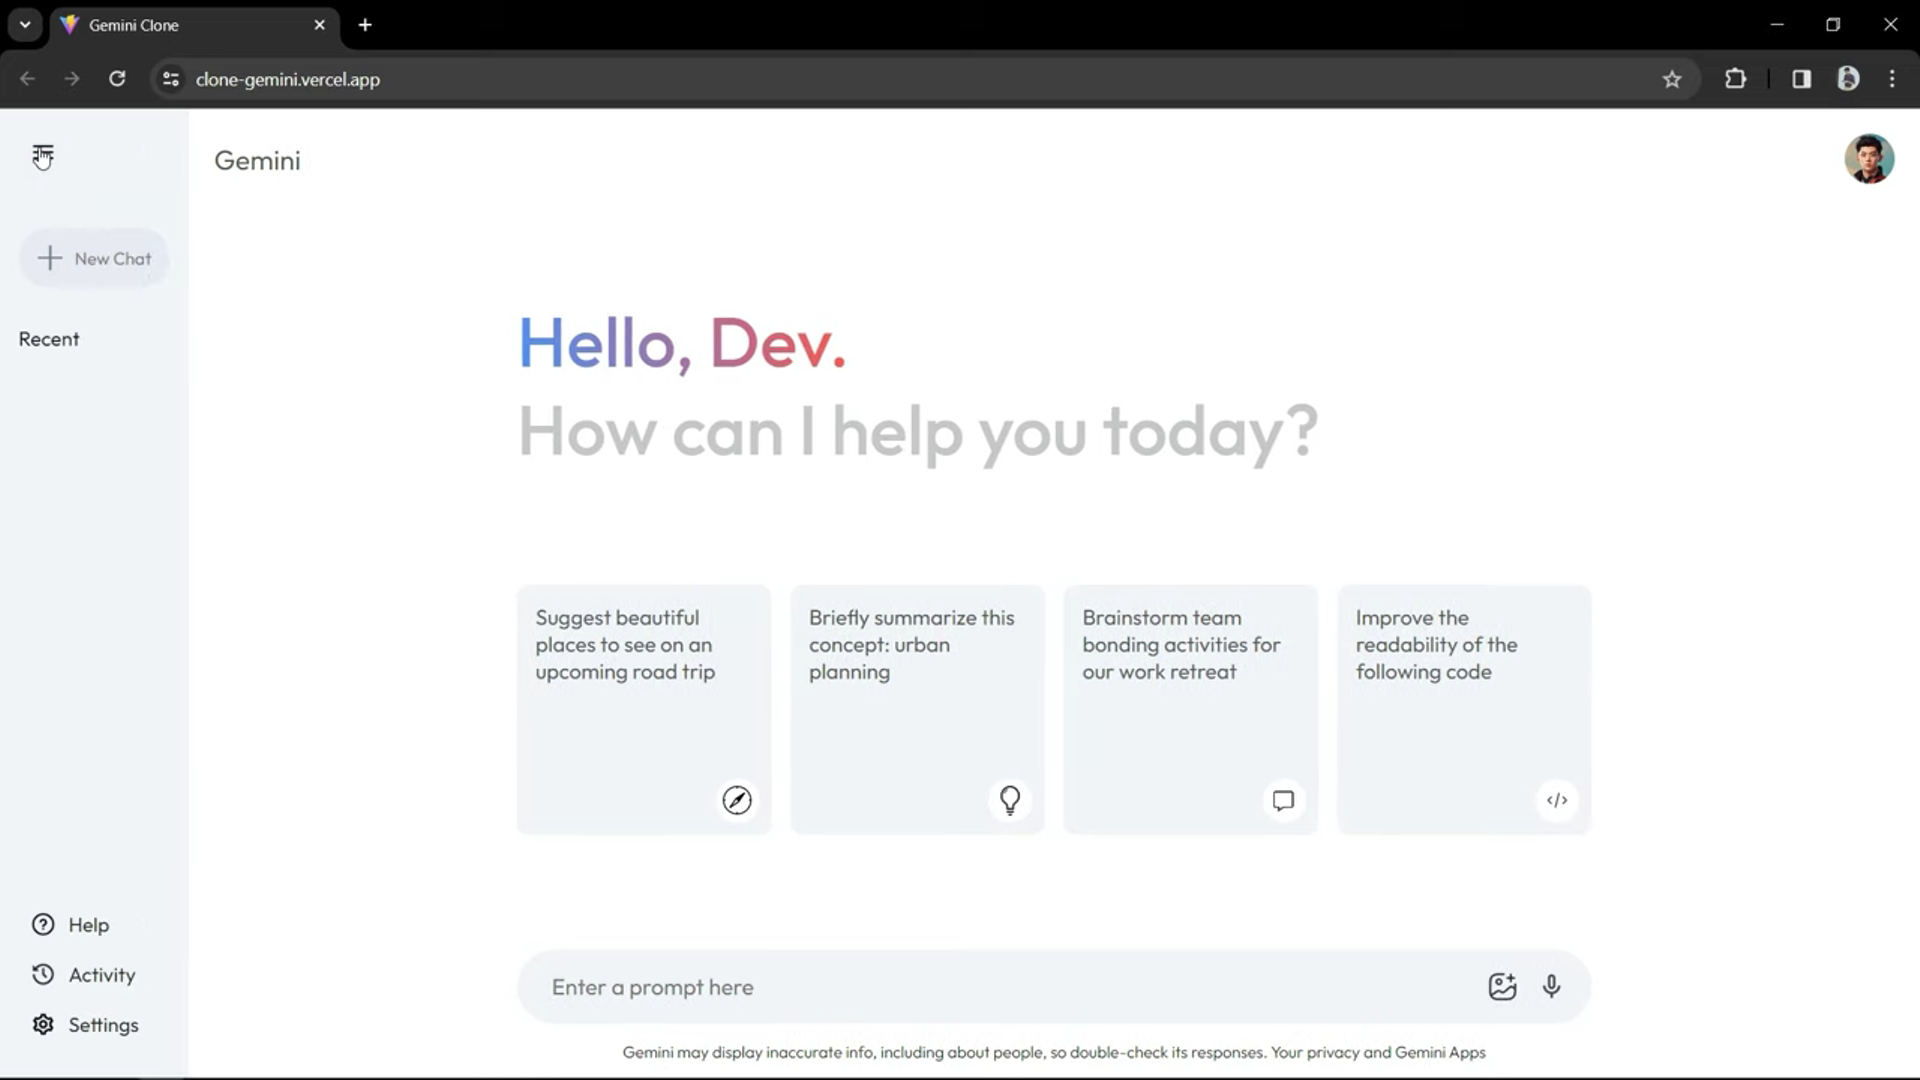 Gemini Clone
clone-gemini.vercel.app
Gemini
New Chat
Recent
Hello, Dev.
How can I help you today?
Suggest beautiful
places to see on an
upcoming road trip
Briefly summarize this
concept: urban
planning
Brainstorm team
bonding activities for
our work retreat
Improve the
readability of the
following code
Help
Activity
Settings
Enter a prompt here
Gemini may display inaccurate info, including about people, so double-check its responses. Your privacy and Gemini Apps